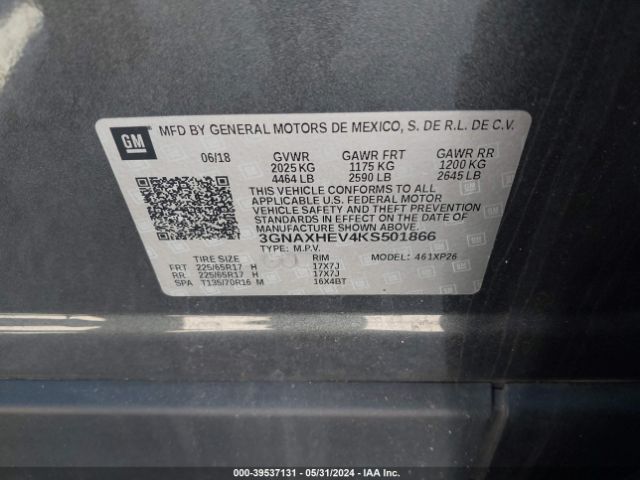 GM
MFD BY GENERAL MOTORS DE MEXICO, S. DE R.L. DE C.V.
06/18 GVWR GAWR FRT GAWR RR
2025 KG 1175 KG 1200 KG
4464 LB 2590 LB 2645 LB
THIS VEHICLE CONFORMS TO ALL
APPLICABLE U.S. FEDERAL MOTOR
VEHICLE SAFETY AND THEFT
PREVENTION STANDARDS IN
EFFECT ON THE DATE OF
MANUFACTURE SHOWN ABOVE.
3GNAXHEV4KS501866
TYPE: M.P.V. MODEL: 461XP26
TIRE SIZE RIM
FRT 225/65R17 H 17X7J
RR 225/65R17 H 17X7J
SPA T135/70R16 M 16X4BT
000-39537131 - 05/31/2024 - IAA Inc.